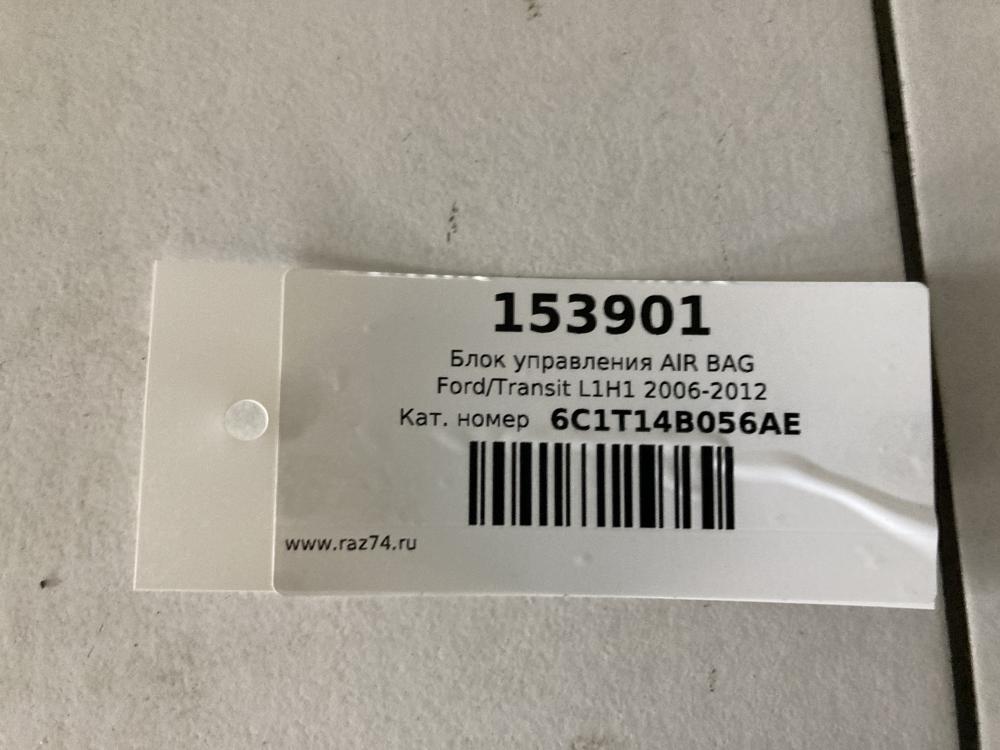 153901
Блок управления AIR BAG
Ford/Transit L1H1 2006-2012
Кат. номер 6C1T14B056AE
www.raz74.ru